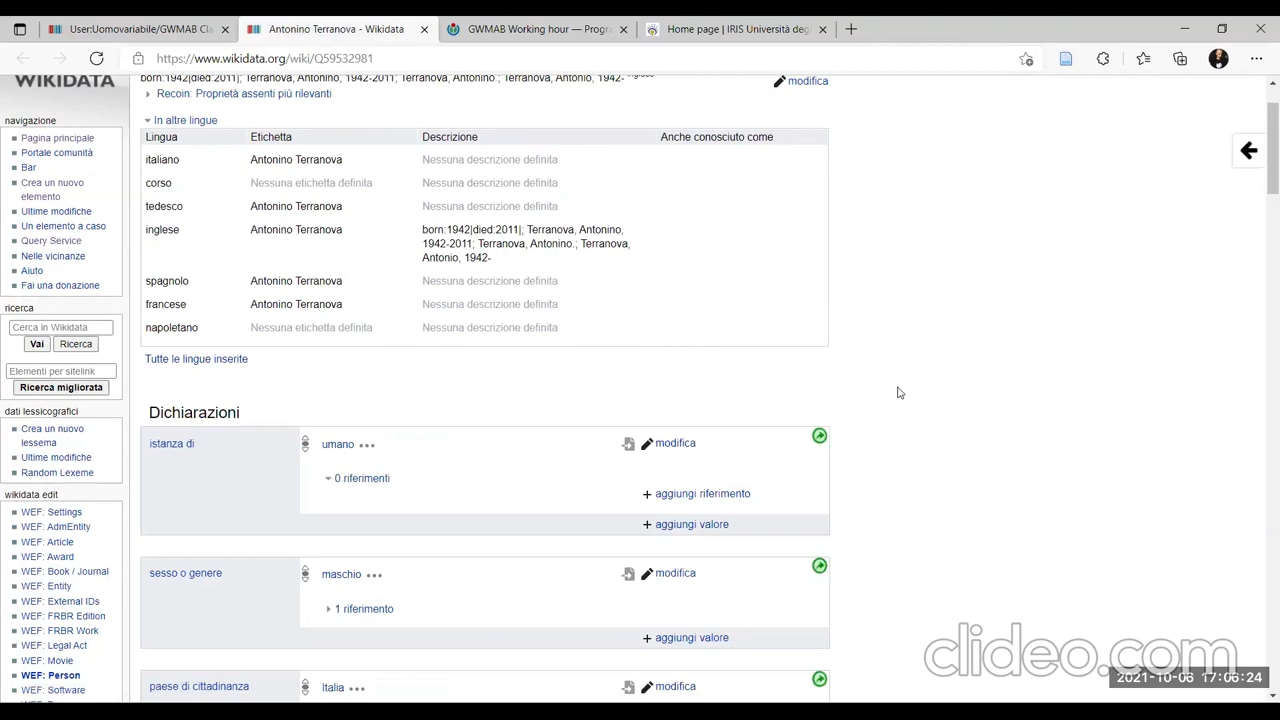 User:Uomovariabile/GWMAB Cla
Antonino Terranova - Wikidata
GWMAB Working hour — Progra
Home page | IRIS Università deg
https://www.wikidata.org/wiki/Q59532981
WIKIDATA
born:1942|died:2011|; Terranova, Antonino, 1942-2011; Terranova, Antonino.; Terranova, Antonio, 1942- inglese
modifica
Recoin: Proprietà assenti più rilevanti
navigazione
Pagina principale
Portale comunità
Bar
Crea un nuovo
elemento
Ultime modifiche
Un elemento a caso
Query Service
Nelle vicinanze
Aiuto
Fai una donazione
ricerca
Cerca in Wikidata
Vai Ricerca
Elementi per sitelink
Ricerca migliorata
dati lessicografici
Crea un nuovo
lessema
Ultime modifiche
Random Lexeme
wikidata edit
WEF: Settings
WEF: AdmEntity
WEF: Article
WEF: Award
WEF: Book / Journal
WEF: Entity
WEF: External IDs
WEF: FRBR Edition
WEF: FRBR Work
WEF: Legal Act
WEF: Movie
WEF: Person
WEF: Software
In altre lingue
Lingua Etichetta Descrizione Anche conosciuto come
italiano Antonino Terranova Nessuna descrizione definita
corso Nessuna etichetta definita Nessuna descrizione definita
tedesco Antonino Terranova Nessuna descrizione definita
inglese Antonino Terranova born:1942|died:2011|; Terranova, Antonino,
1942-2011; Terranova, Antonino.; Terranova,
Antonio, 1942-
spagnolo Antonino Terranova Nessuna descrizione definita
francese Antonino Terranova Nessuna descrizione definita
napoletano Nessuna etichetta definita Nessuna descrizione definita
Tutte le lingue inserite
Dichiarazioni
istanza di umano modifica
0 riferimenti
+ aggiungi riferimento
+ aggiungi valore
sesso o genere maschio modifica
1 riferimento
+ aggiungi valore
paese di cittadinanza Italia modifica
clideo.com
2021-10-06 17:06:24